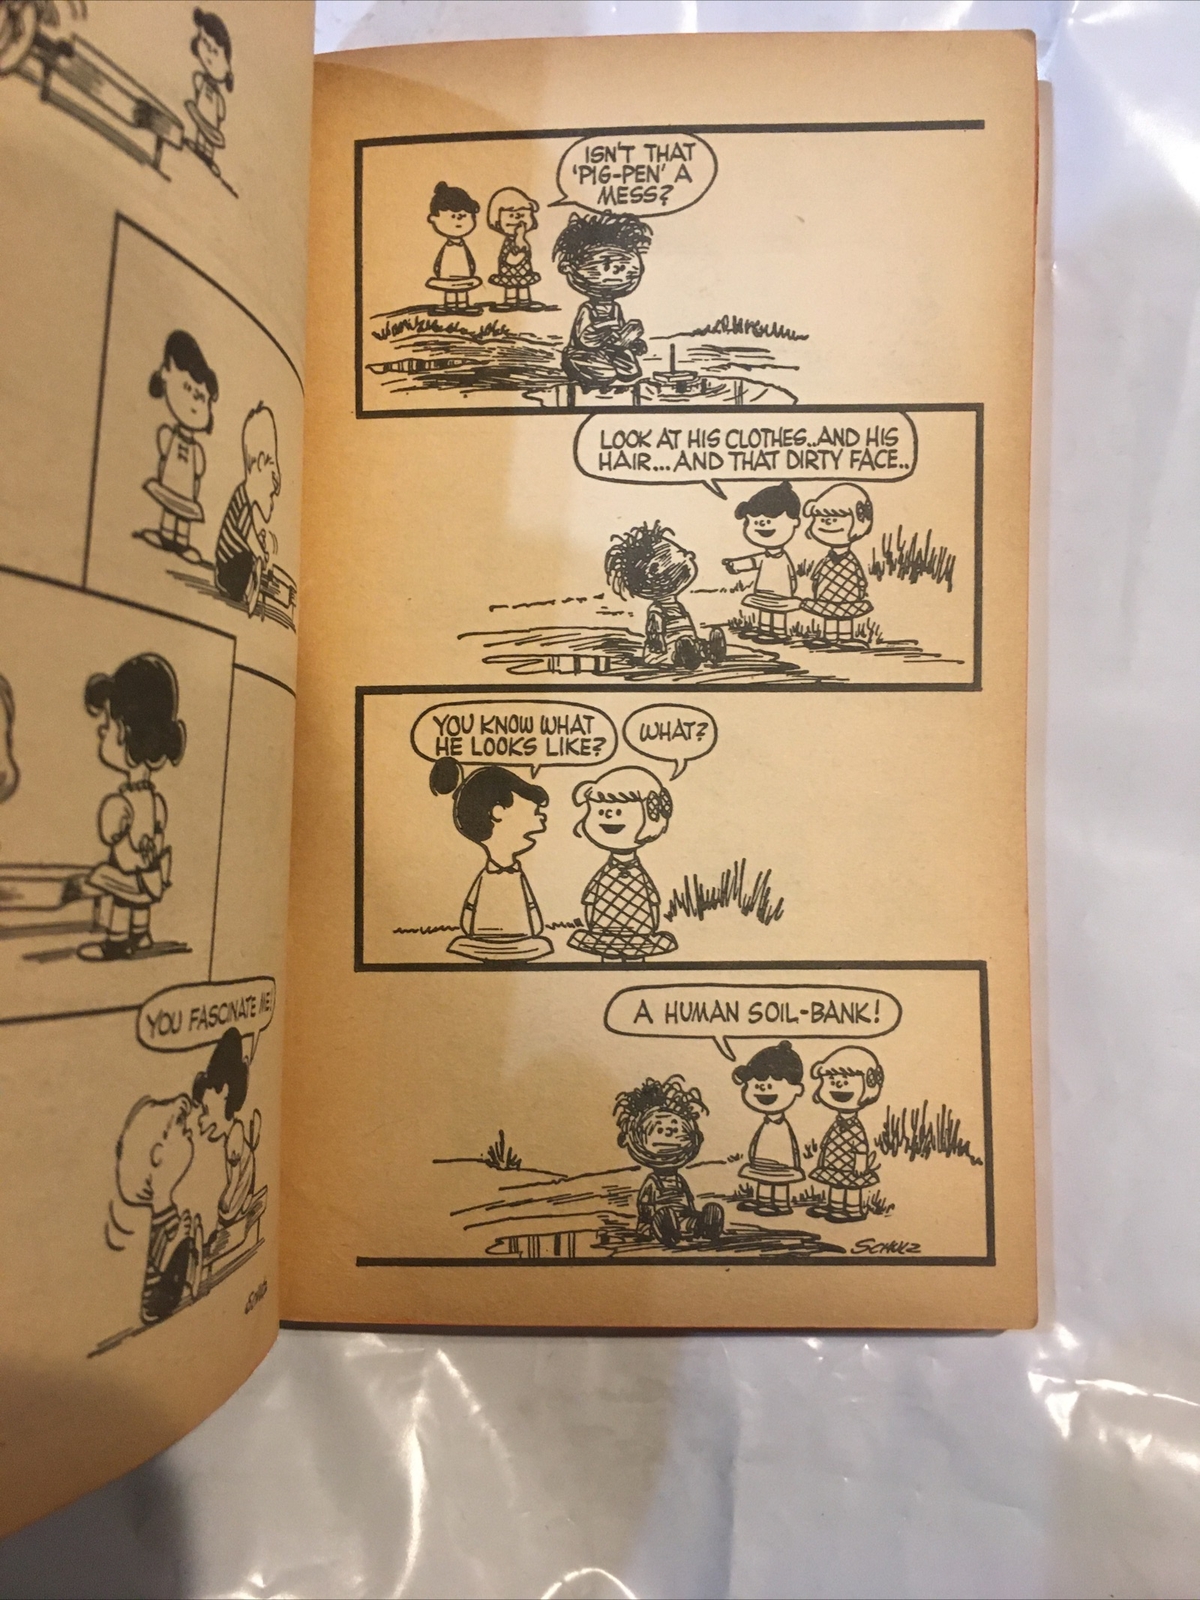 YOU FASCINATE ME!
Schulz
ISN'T THAT
'PIG-PEN' A
MESS?
LOOK AT HIS CLOTHES..AND HIS
HAIR...AND THAT DIRTY FACE..
YOU KNOW WHAT
HE LOOKS LIKE?
WHAT?
A HUMAN SOIL-BANK!
SCHULZ